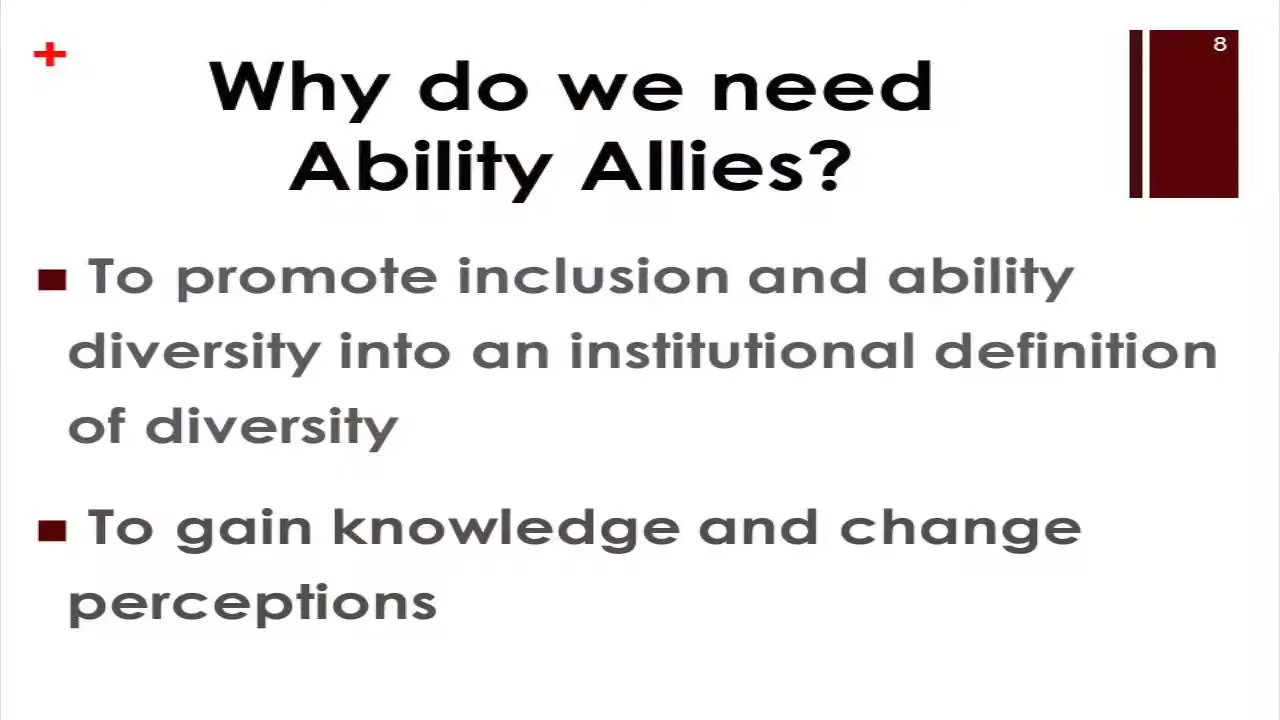 +
8
Why do we need
Ability Allies?
To promote inclusion and ability
diversity into an institutional definition
of diversity
To gain knowledge and change
perceptions